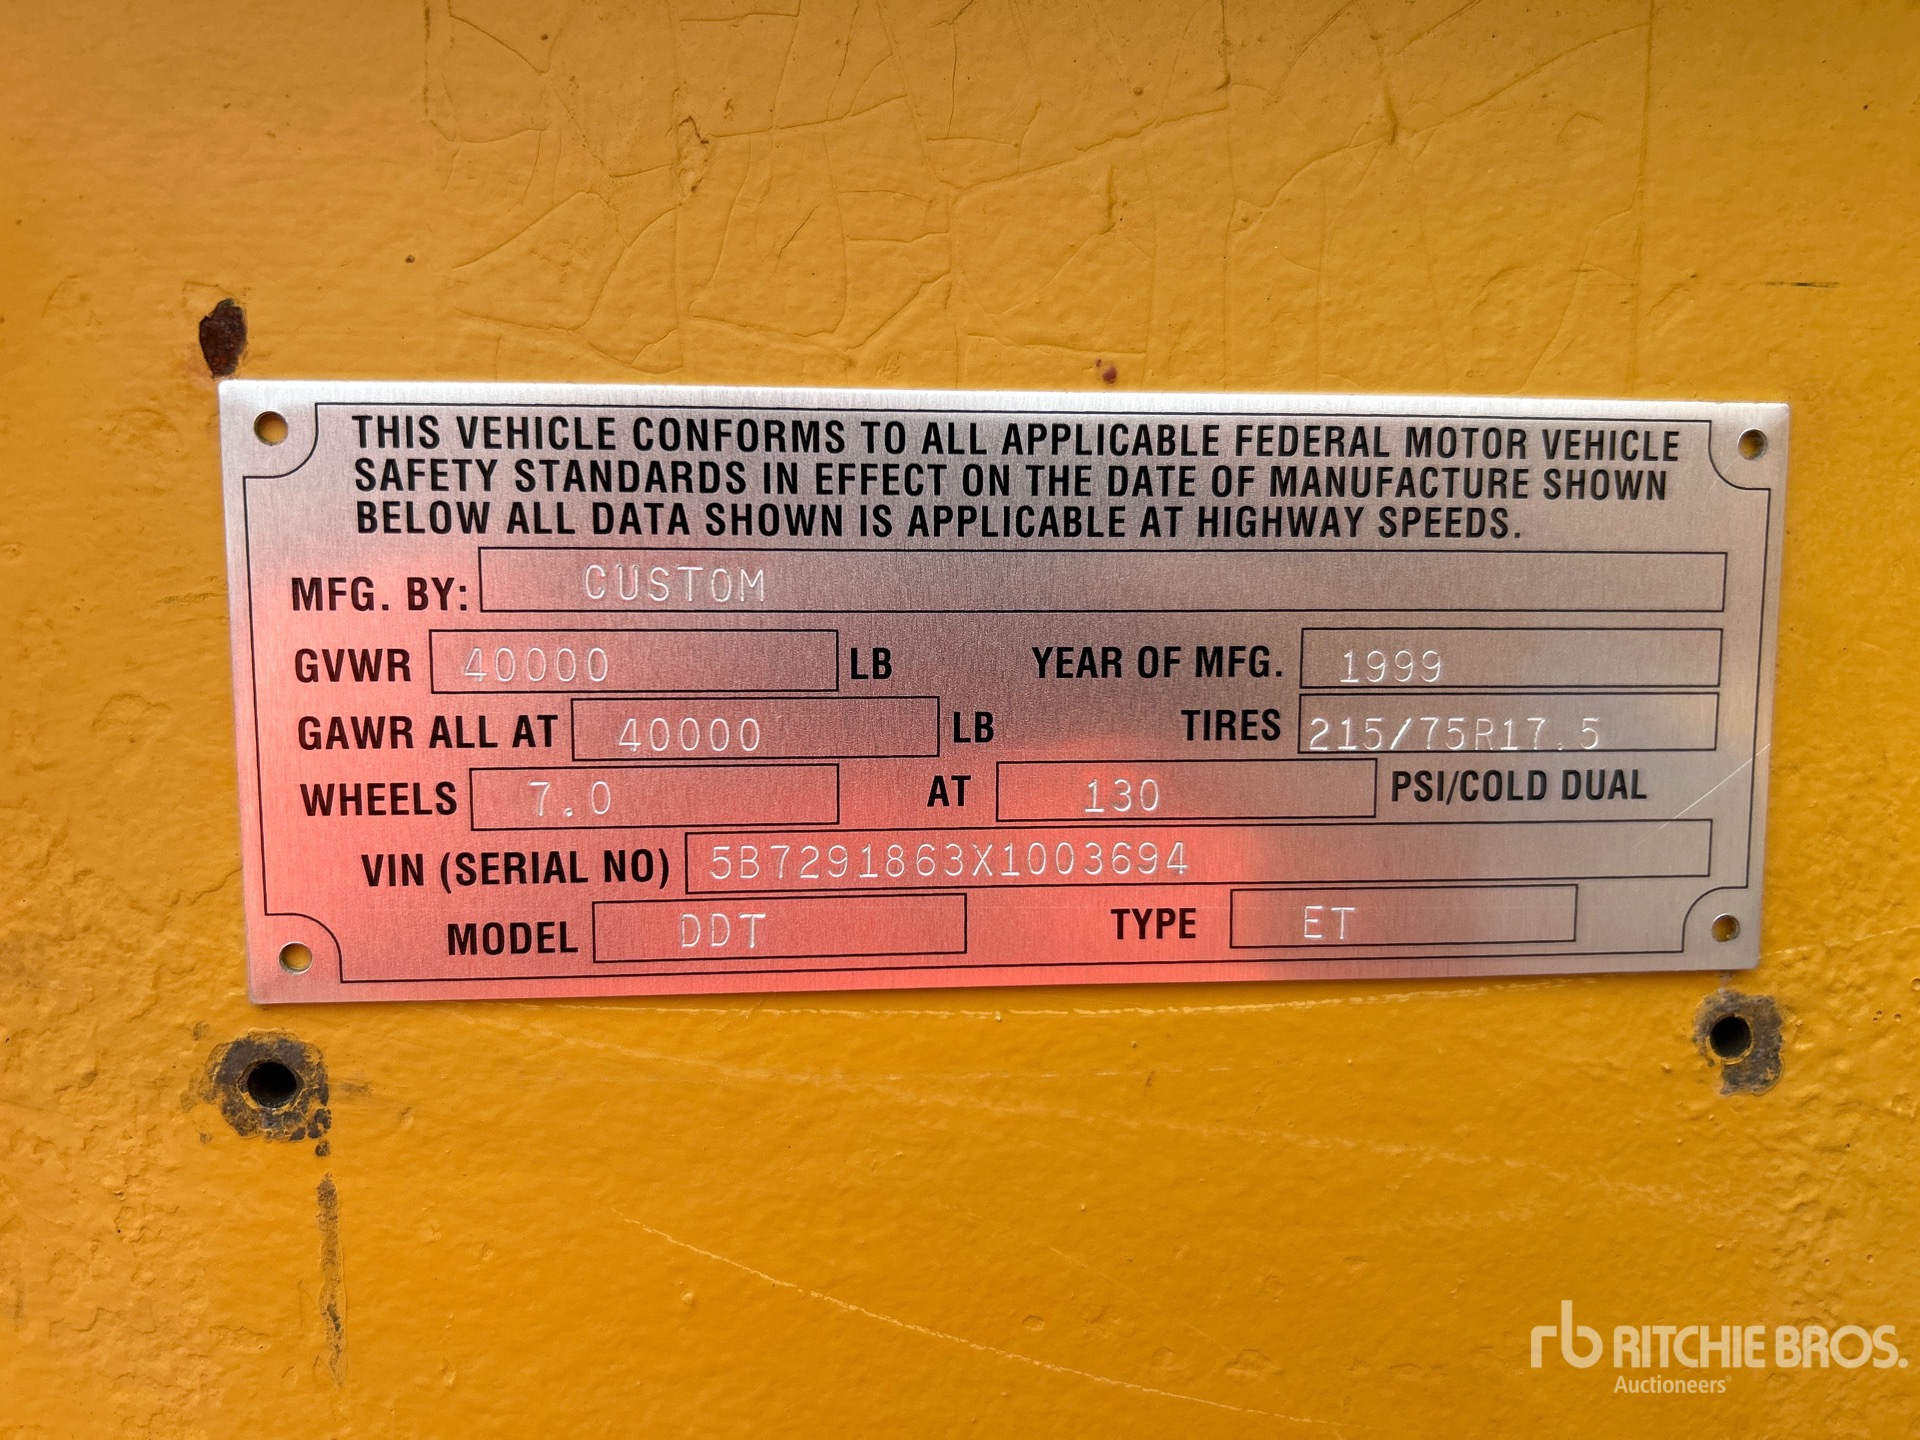 THIS VEHICLE CONFORMS TO ALL APPLICABLE FEDERAL MOTOR VEHICLE
SAFETY STANDARDS IN EFFECT ON THE DATE OF MANUFACTURE SHOWN
BELOW ALL DATA SHOWN IS APPLICABLE AT HIGHWAY SPEEDS.
MFG. BY: CUSTOM
GVWR 40000 LB YEAR OF MFG. 1999
GAWR ALL AT 40000 LB TIRES 215/75R17.5
WHEELS 7.0 AT 130 PSI/COLD DUAL
VIN (SERIAL NO) 5B7291863X1003694
MODEL DDT TYPE ET
rb RITCHIE BROS.
Auctioneers